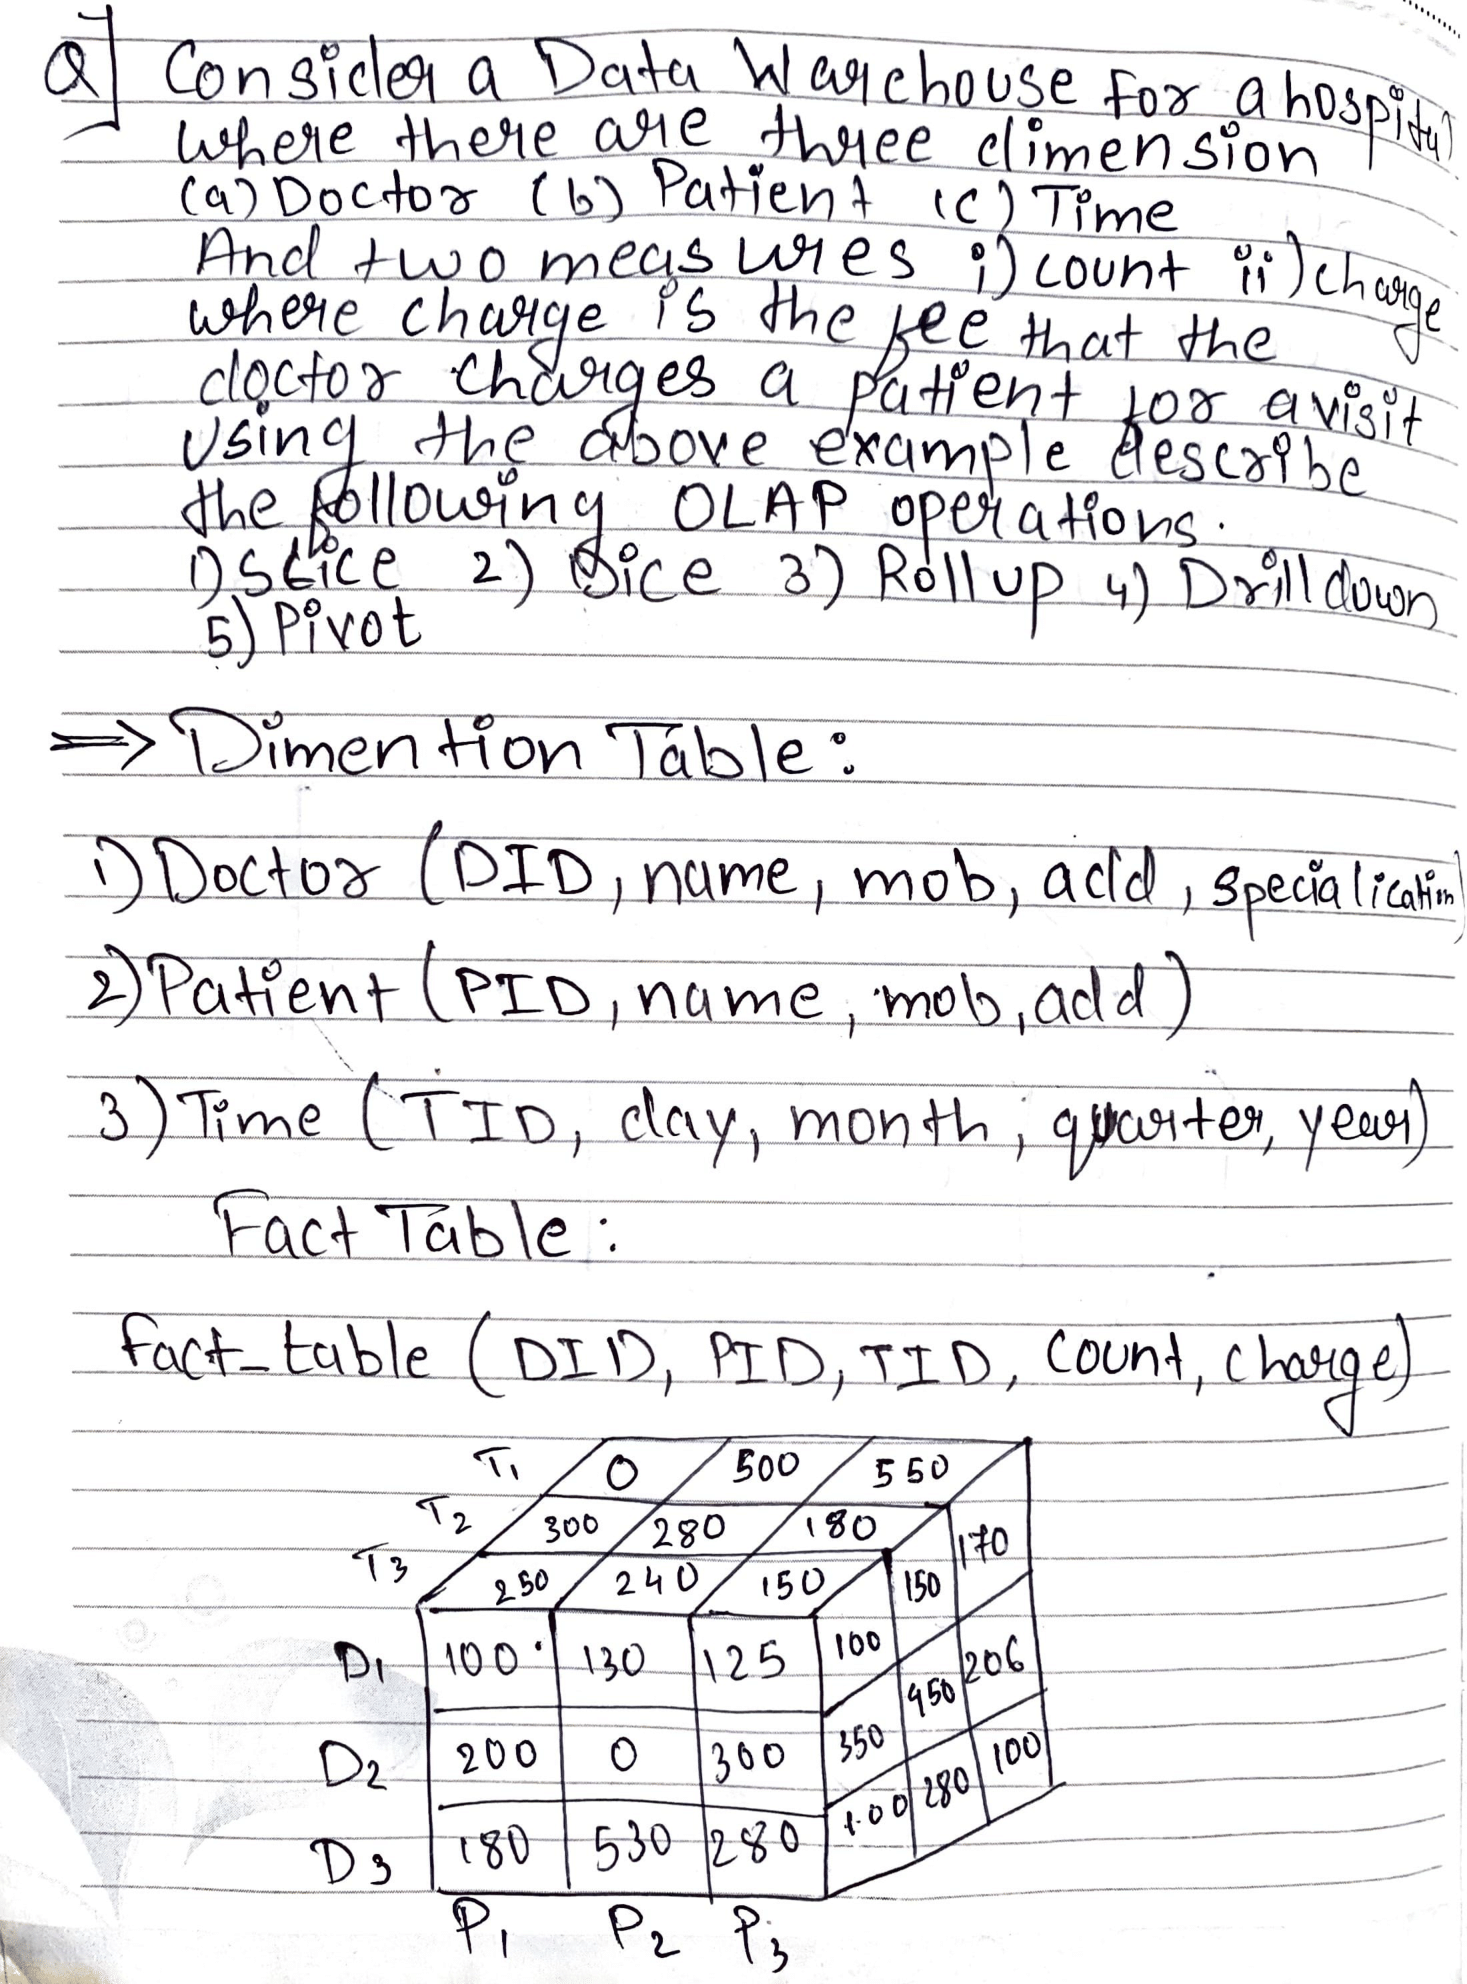 Q] Consider a Data Warehouse for a hospital
where there are three dimension
(a) Doctor (b) Patient (c) Time
And two measures i) count ii) charge
where charge is the fee that the
doctor charges a patient for a visit
Using the above example describe
the following OLAP operations.
1) Slice 2) Dice 3) Roll up 4) Drill down
5) Pivot
=> Dimention Table :
1) Doctor (DID, name, mob, add, specialication)
2) Patient (PID, name, mob, add)
3) Time (TID, day, month, quarter, year)
Fact Table :
fact_table (DID, PID, TID, count, charge)
T1 0 500 550
T2 300 280 180 170
T3 250 240 150 150
D1 100 130 125 100 206
450
D2 200 0 300 350 100
280
D3 180 530 280 100
P1 P2 P3